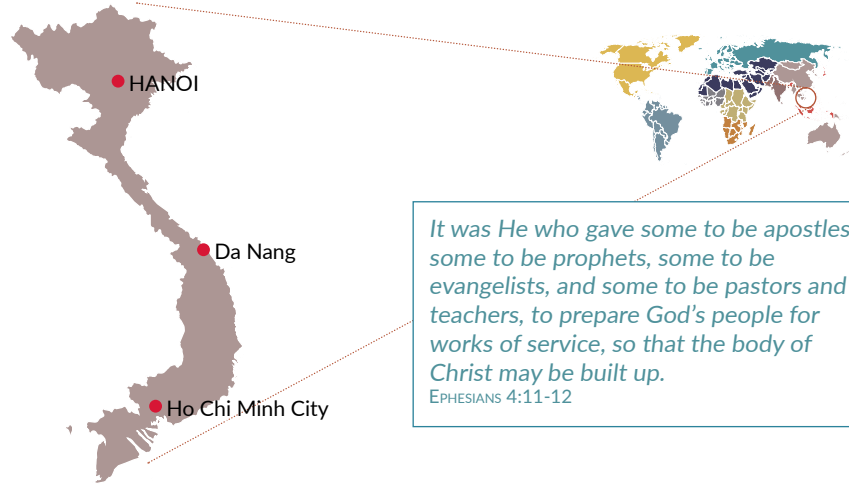 HANOI
Da Nang
Ho Chi Minh City
It was He who gave some to be apostles
some to be prophets, some to be
evangelists, and some to be pastors and
teachers, to prepare God’s people for
works of service, so that the body of
Christ may be built up.
Ephesians 4:11-12